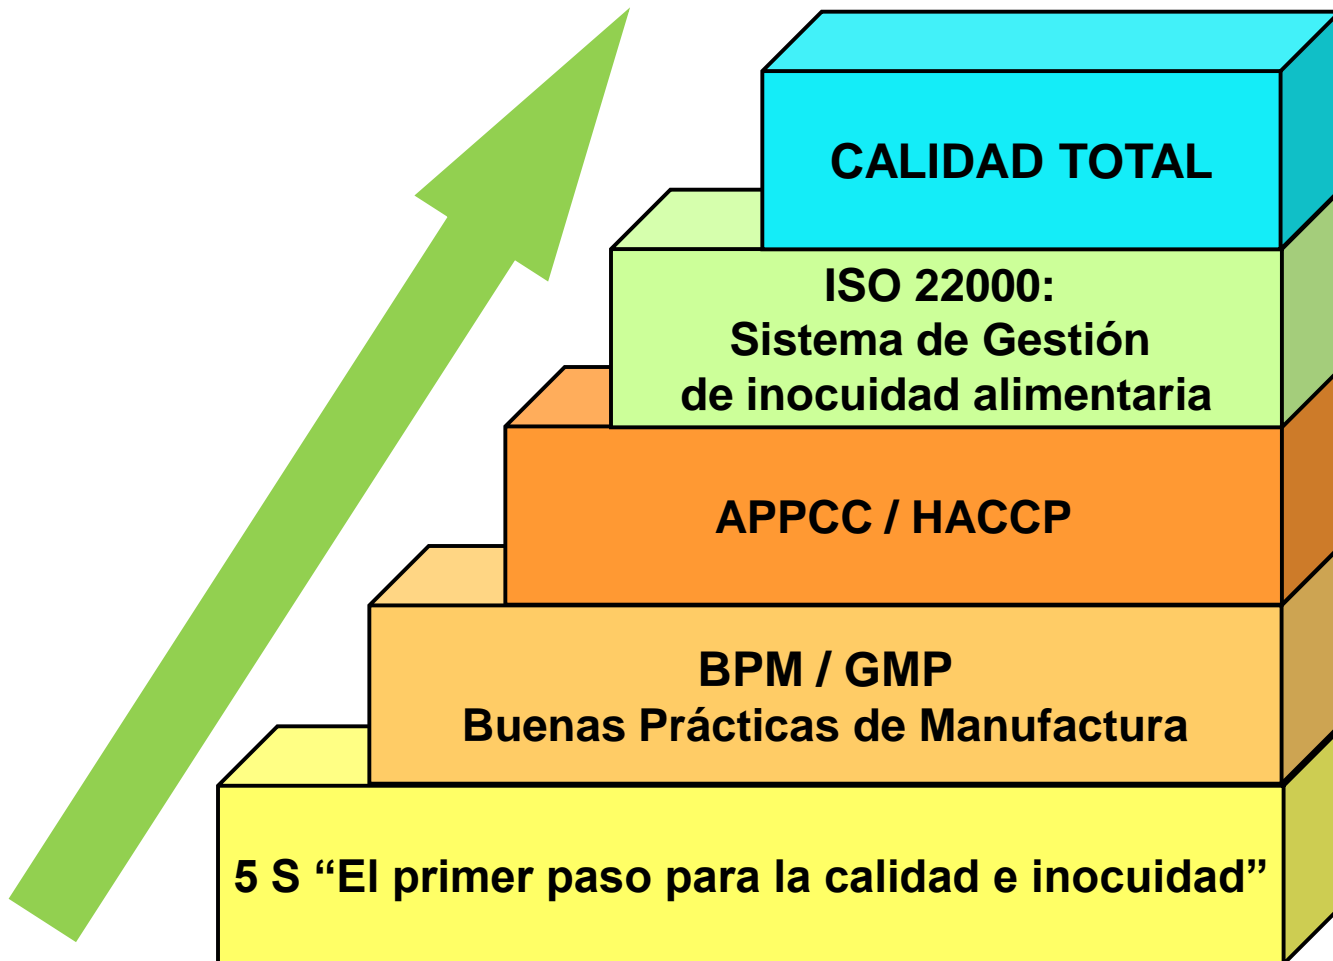 CALIDAD TOTAL
ISO 22000:
Sistema de Gestión
de inocuidad alimentaria
APPCC / HACCP
BPM / GMP
Buenas Prácticas de Manufactura
5 S “El primer paso para la calidad e inocuidad”